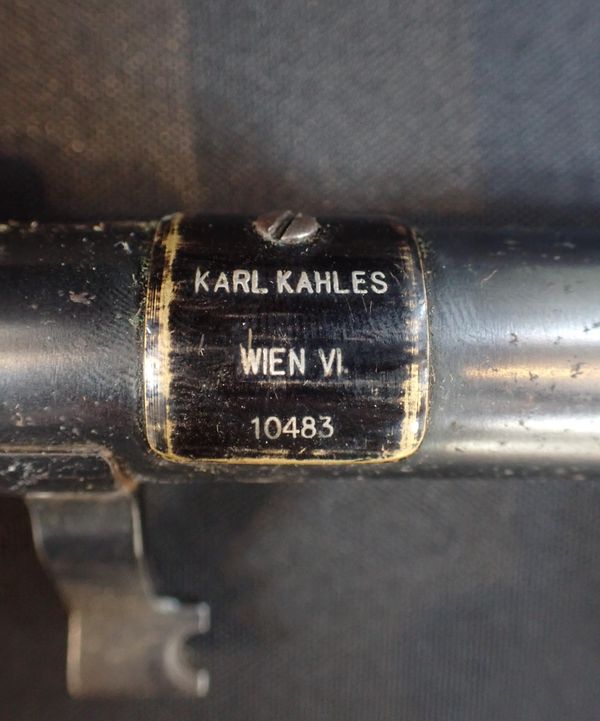 KARL KAHLES
WIEN VI.
10483